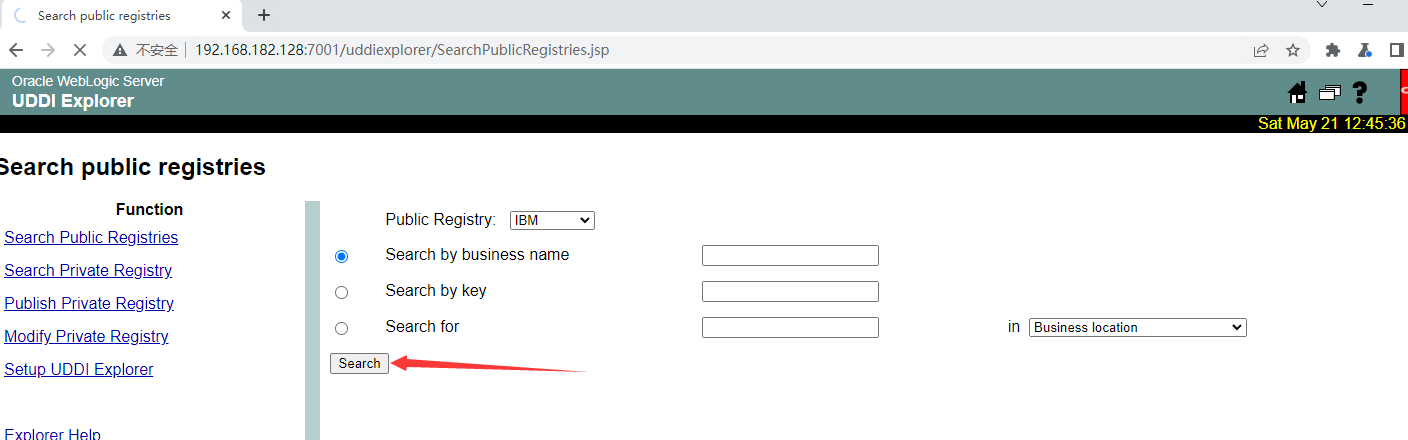 Search public registries
不安全 192.168.182.128:7001/uddiexplorer/SearchPublicRegistries.jsp
Oracle WebLogic Server
UDDI Explorer
Sat May 21 12:45:36
Search public registries
Function
Search Public Registries
Search Private Registry
Publish Private Registry
Modify Private Registry
Setup UDDI Explorer
Explorer Help
Public Registry: IBM
Search by business name
Search by key
Search for in Business location
Search